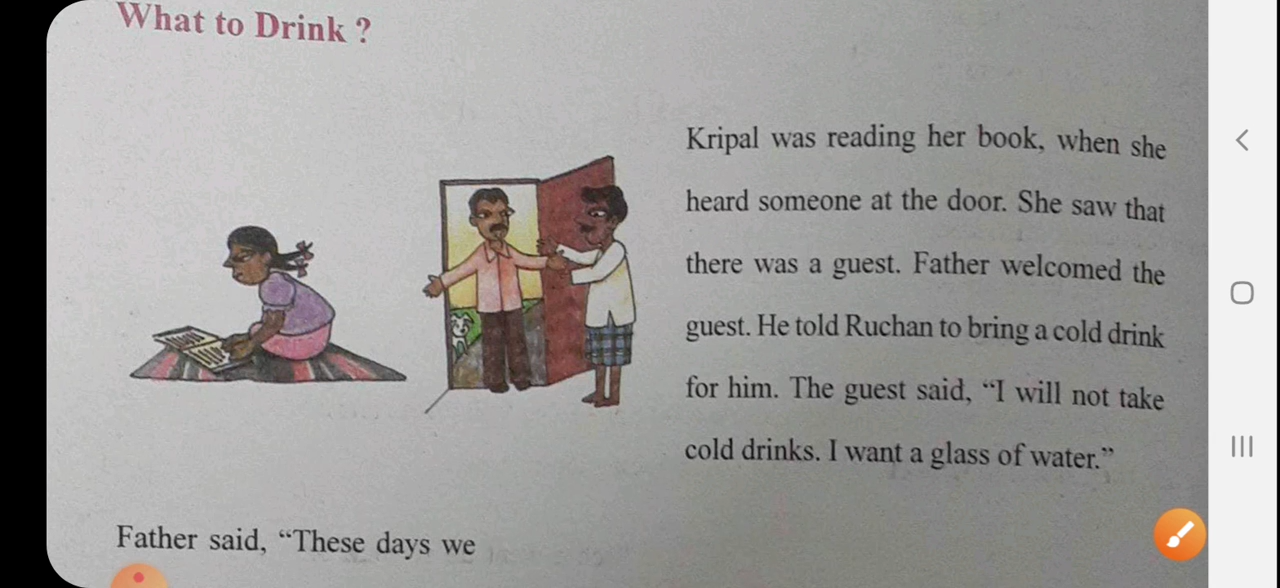 What to Drink ?
Kripal was reading her book, when she
heard someone at the door. She saw that
there was a guest. Father welcomed the
guest. He told Ruchan to bring a cold drink
for him. The guest said, “I will not take
cold drinks. I want a glass of water.”
Father said, “These days we